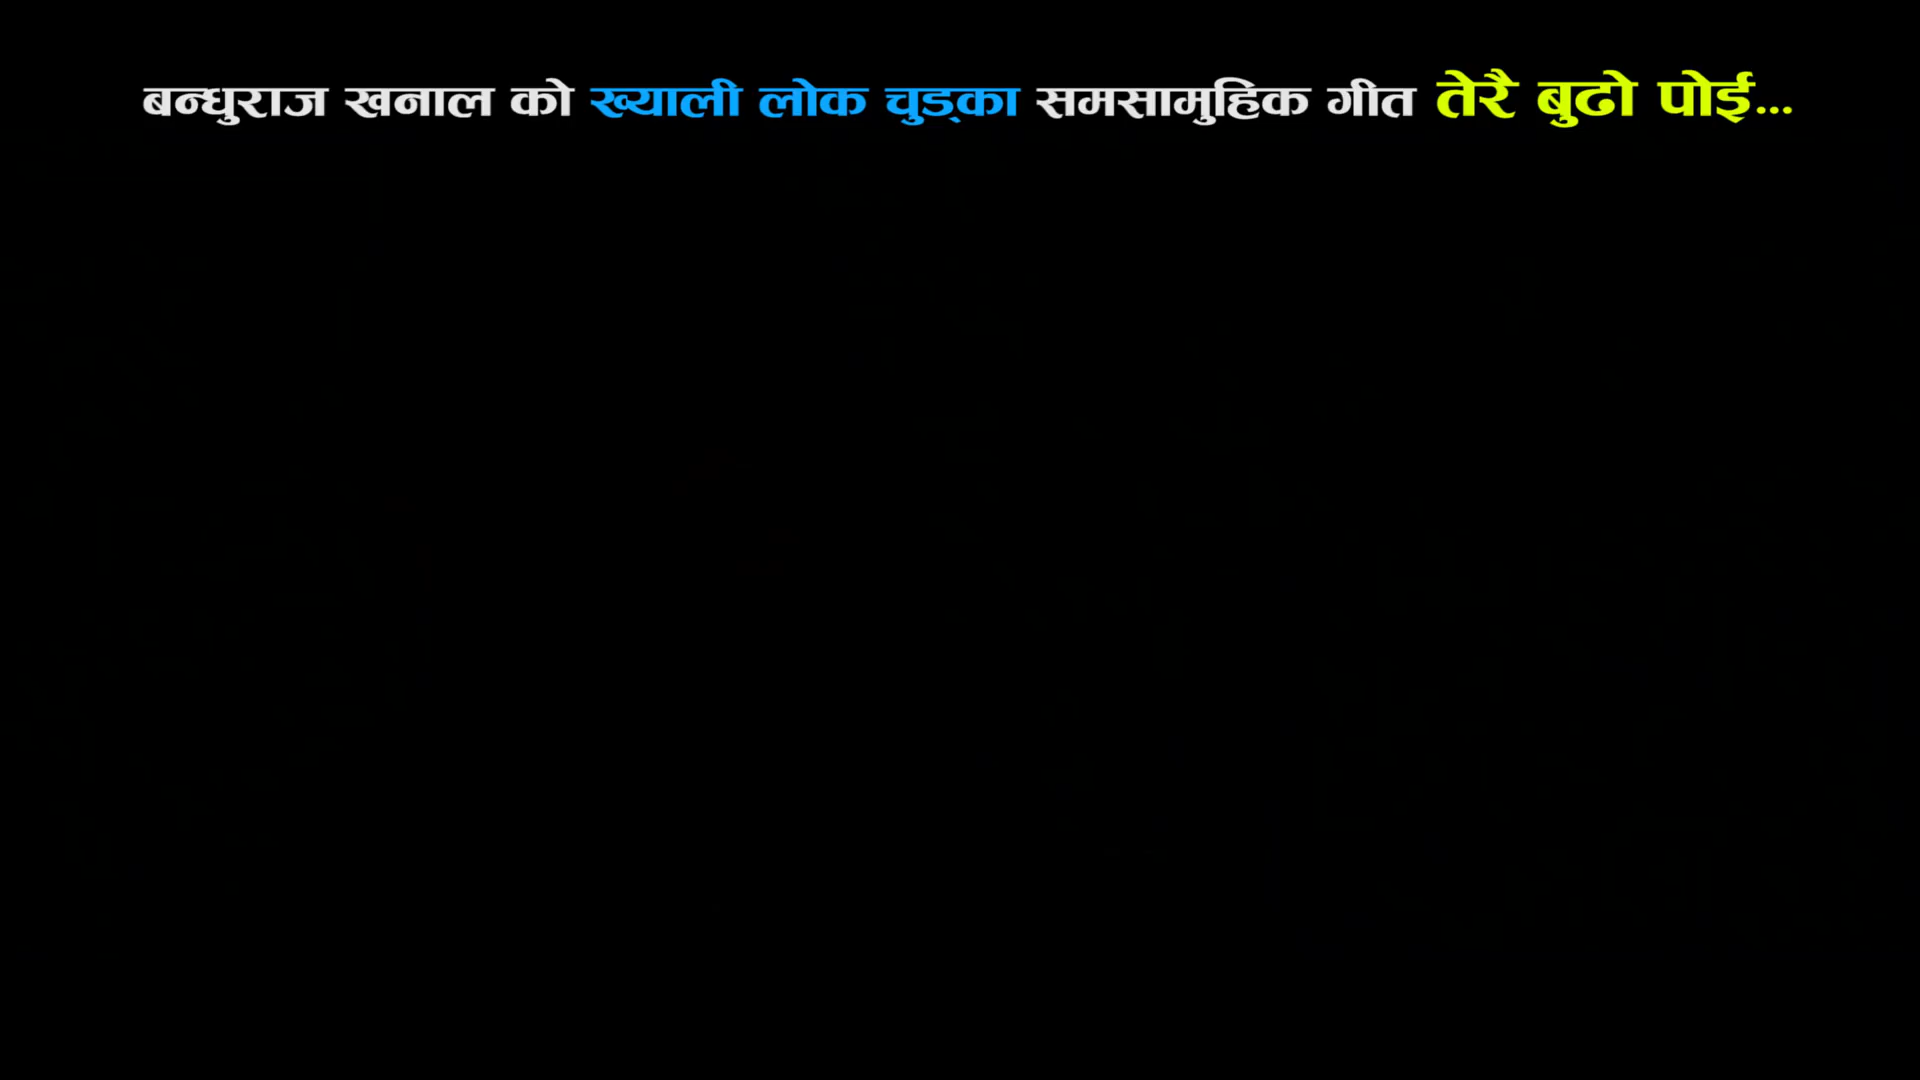 बन्धुराज खनाल को ख्याली लोक चुड्का समसामुहिक गीत तेरै बुढो पोई...